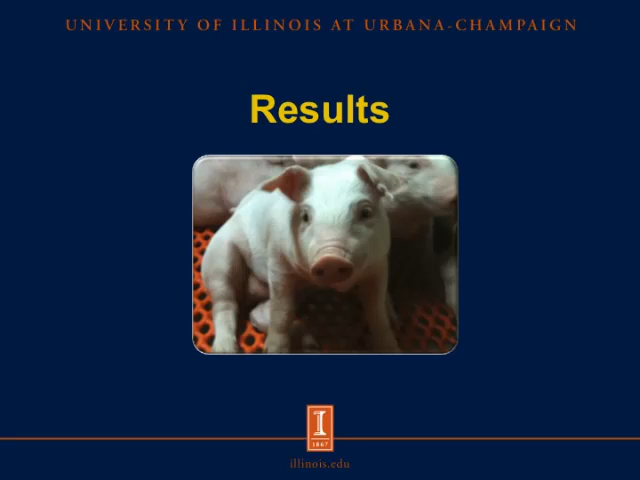 UNIVERSITY OF ILLINOIS AT URBANA-CHAMPAIGN
Results
I
1867
illinois.edu